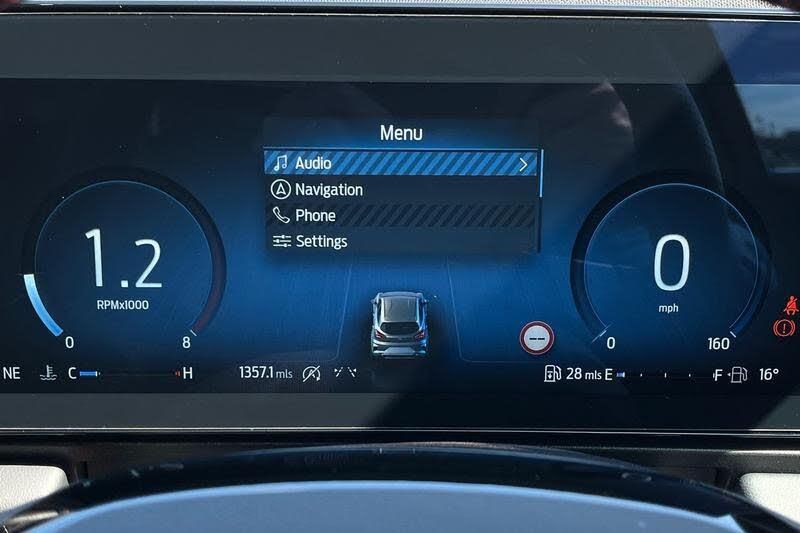 Menu
Audio
Navigation
Phone
Settings
1.2
RPMx1000
0
8
0
mph
0
160
--
NE
C
H
1357.1 mls
28 mls
E
F
16°